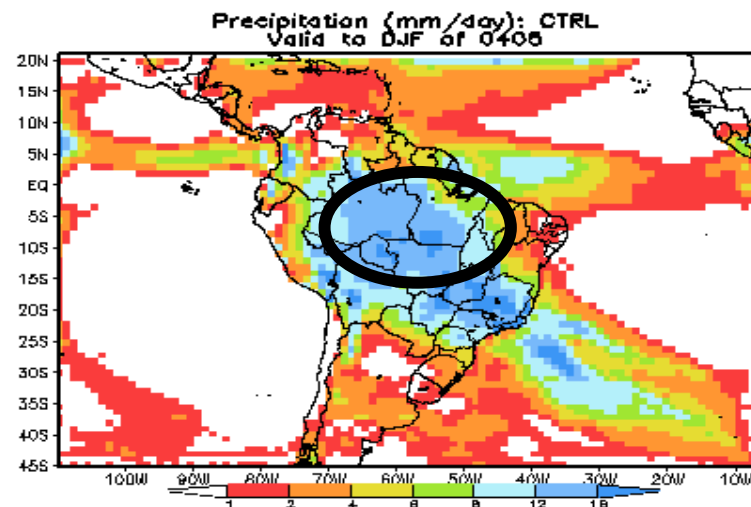 Precipitation (mm/day): CTRL
Valid to DJF of 0405
20N
15N
10N
5N
EQ
5S
10S
15S
20S
25S
30S
35S
40S
45S
100W 90W 80W 70W 60W 50W 40W 30W 20W 10W
1 2 4 6 8 12 18